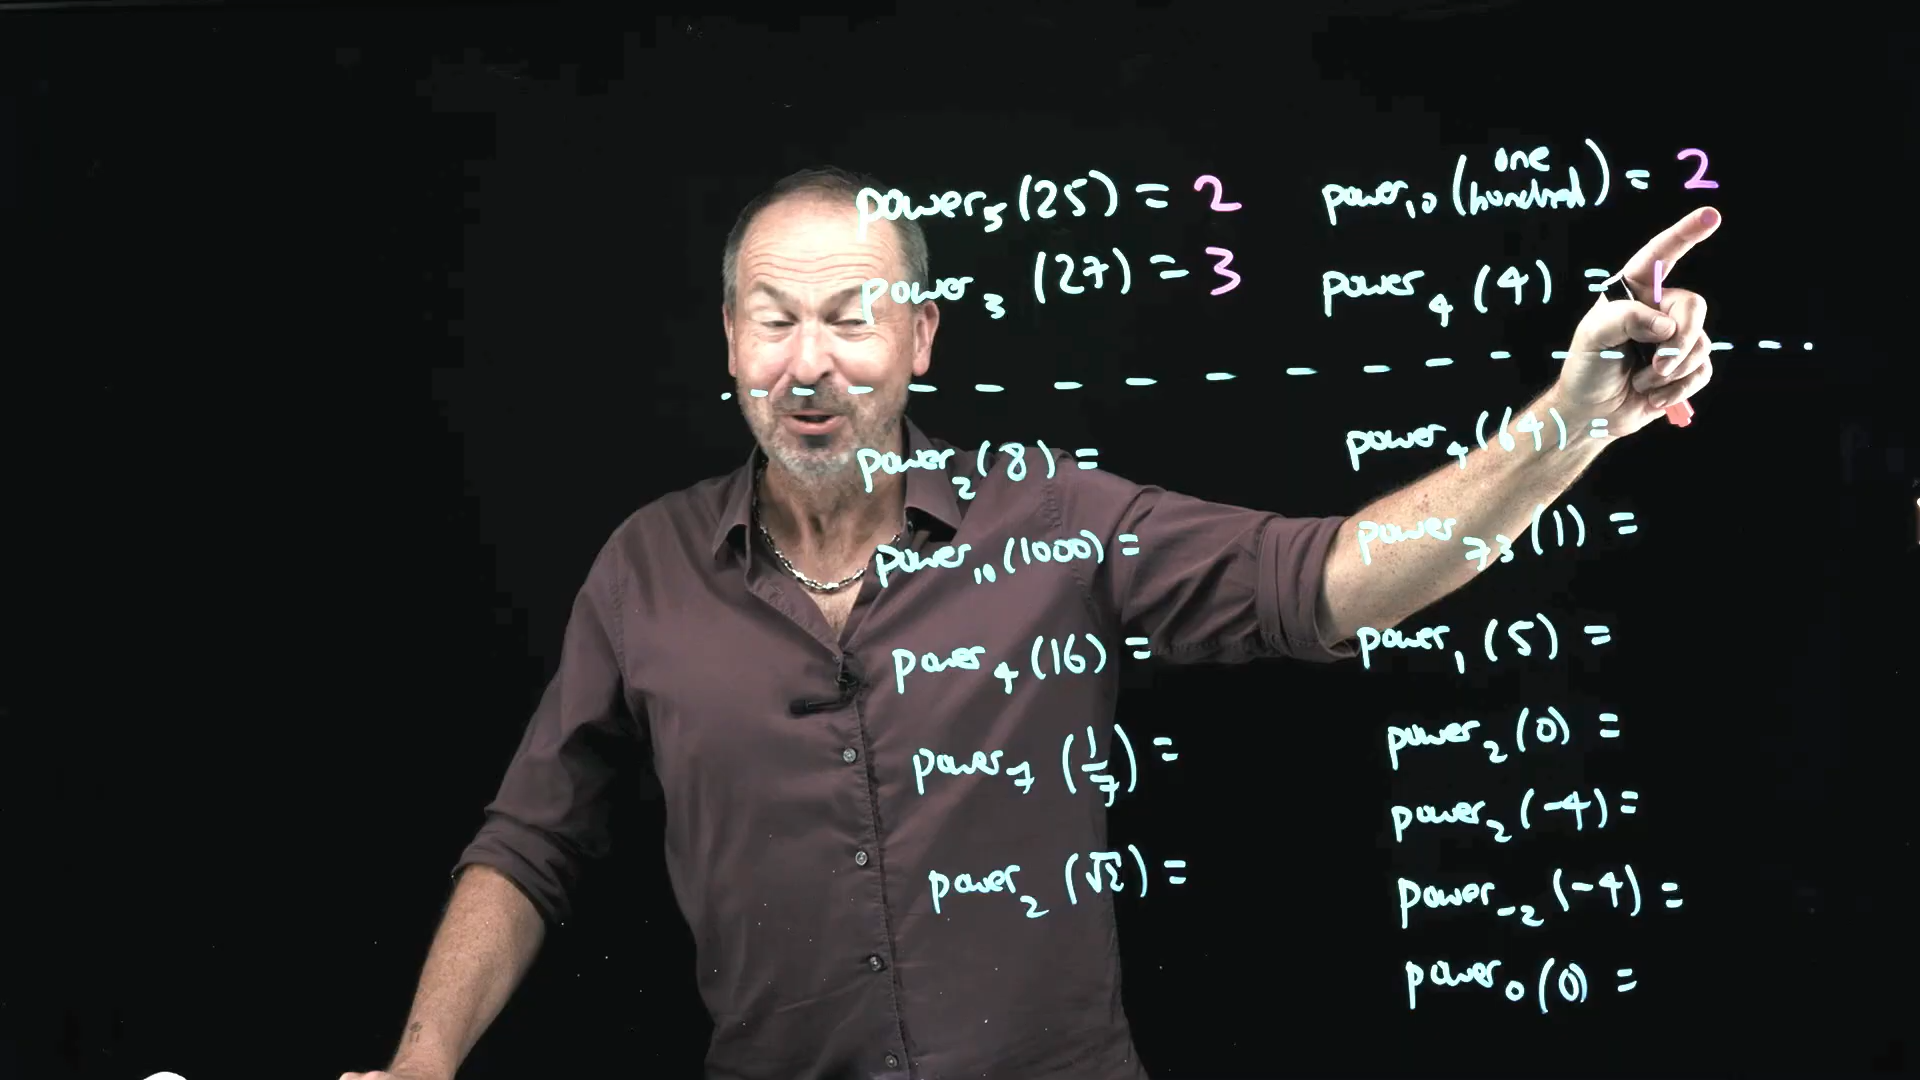 power₅(25) = 2
power₃(27) = 3
power₁₀(one hundred) = 2
power₄(4) = 1
power₂(8) =
power₁₀(1000) =
power₄(16) =
power₇(1/7) =
power₂(√2) =
power₄(64) =
power₇₃(1) =
power₁(5) =
power₂(0) =
power₂(-4) =
power₋₂(-4) =
power₀(0) =